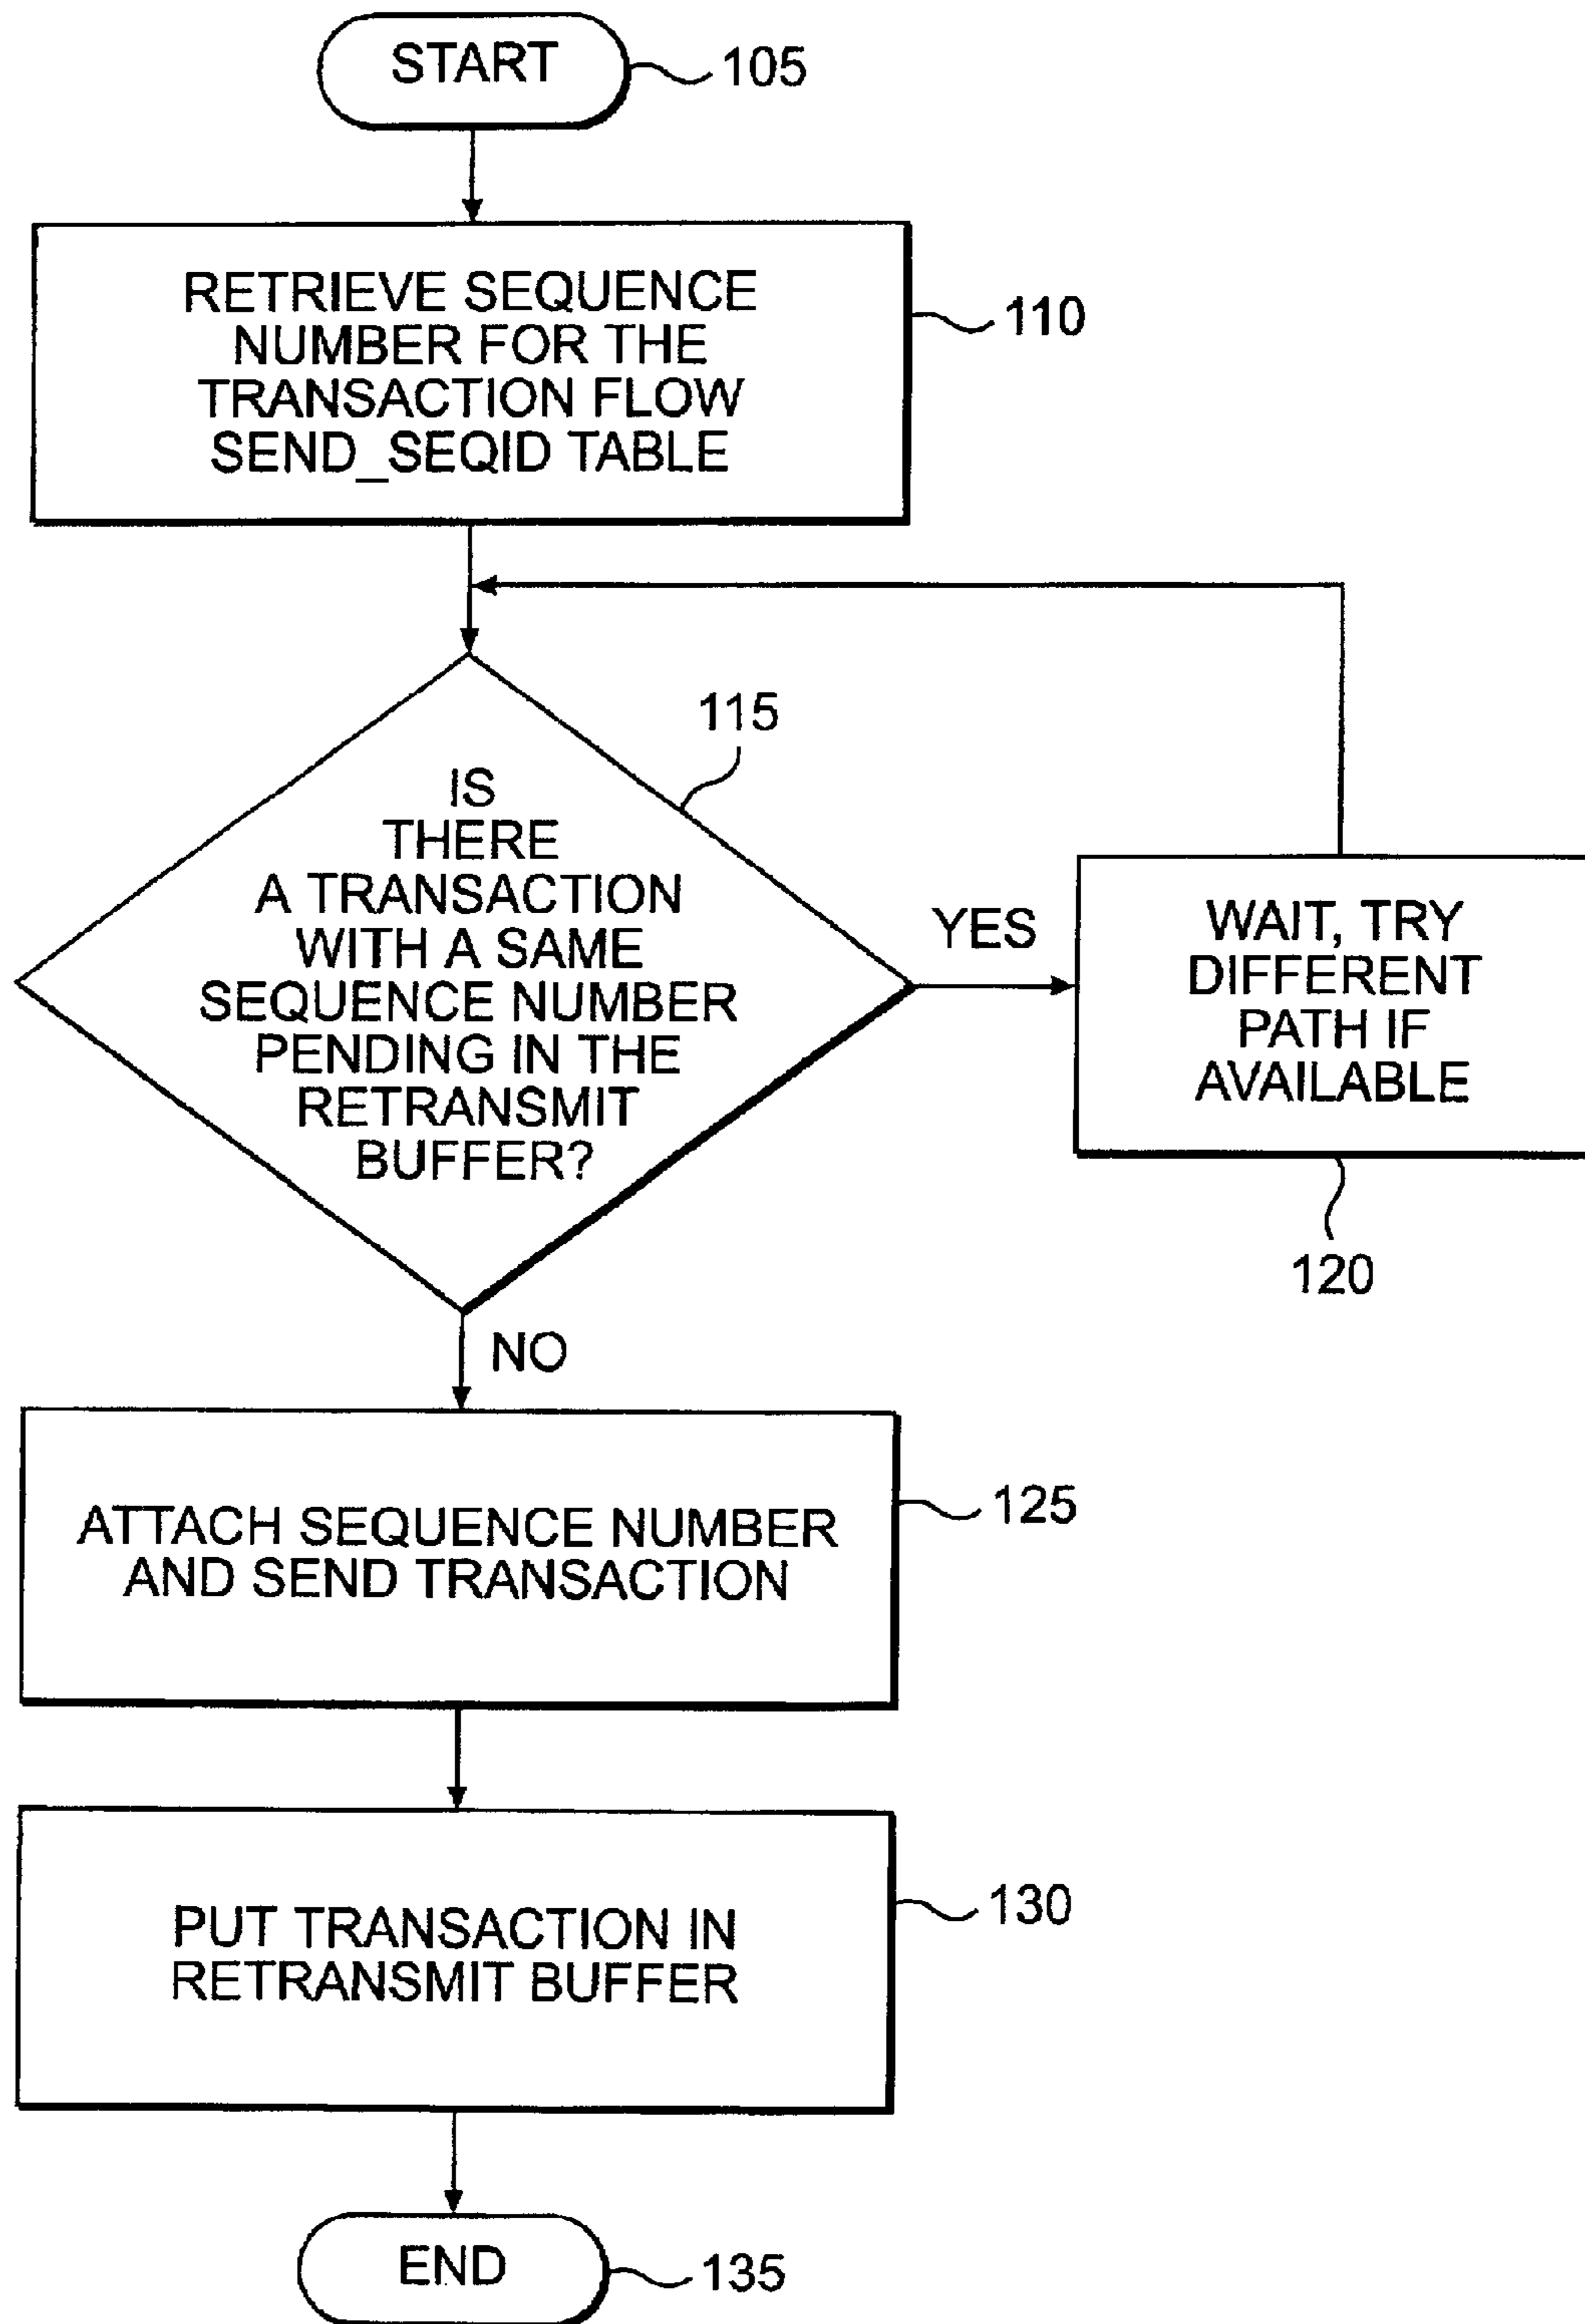 START
105
RETRIEVE SEQUENCE
NUMBER FOR THE
TRANSACTION FLOW
SEND_SEQID TABLE
110
115
IS
THERE
A TRANSACTION
WITH A SAME
SEQUENCE NUMBER
PENDING IN THE
RETRANSMIT
BUFFER?
YES
WAIT, TRY
DIFFERENT
PATH IF
AVAILABLE
120
NO
ATTACH SEQUENCE NUMBER
AND SEND TRANSACTION
125
PUT TRANSACTION IN
RETRANSMIT BUFFER
130
END
135